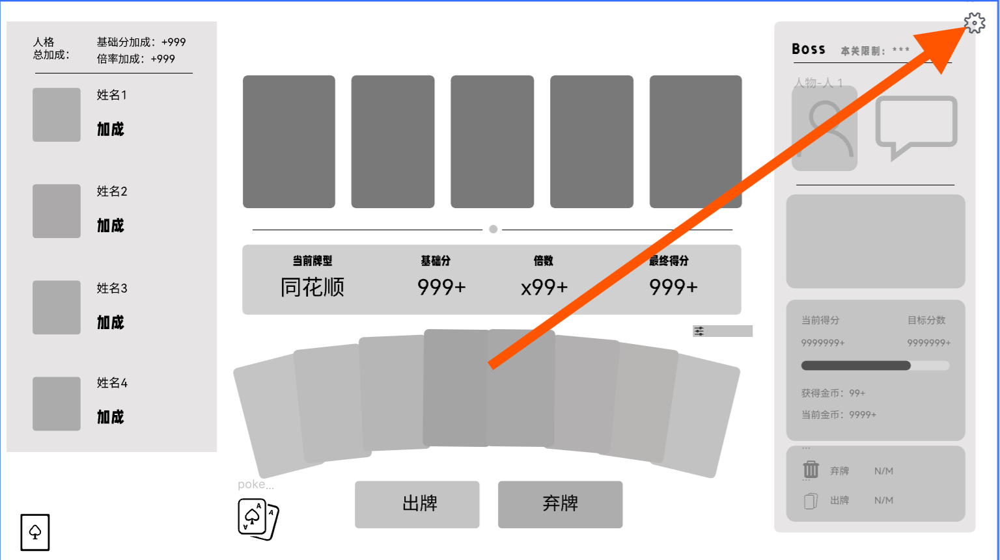 人格
总加成：
基础分加成：+999
倍率加成：+999
姓名1
加成
姓名2
加成
姓名3
加成
姓名4
加成
当前牌型
同花顺
基础分
999+
倍数
x99+
最终得分
999+
poke...
A
A
A
出牌
弃牌
Boss
本关限制：***
人物-人 1
当前得分
目标分数
9999999+
9999999+
获得金币：99+
当前金币：9999+
弃牌 N/M
出牌 N/M